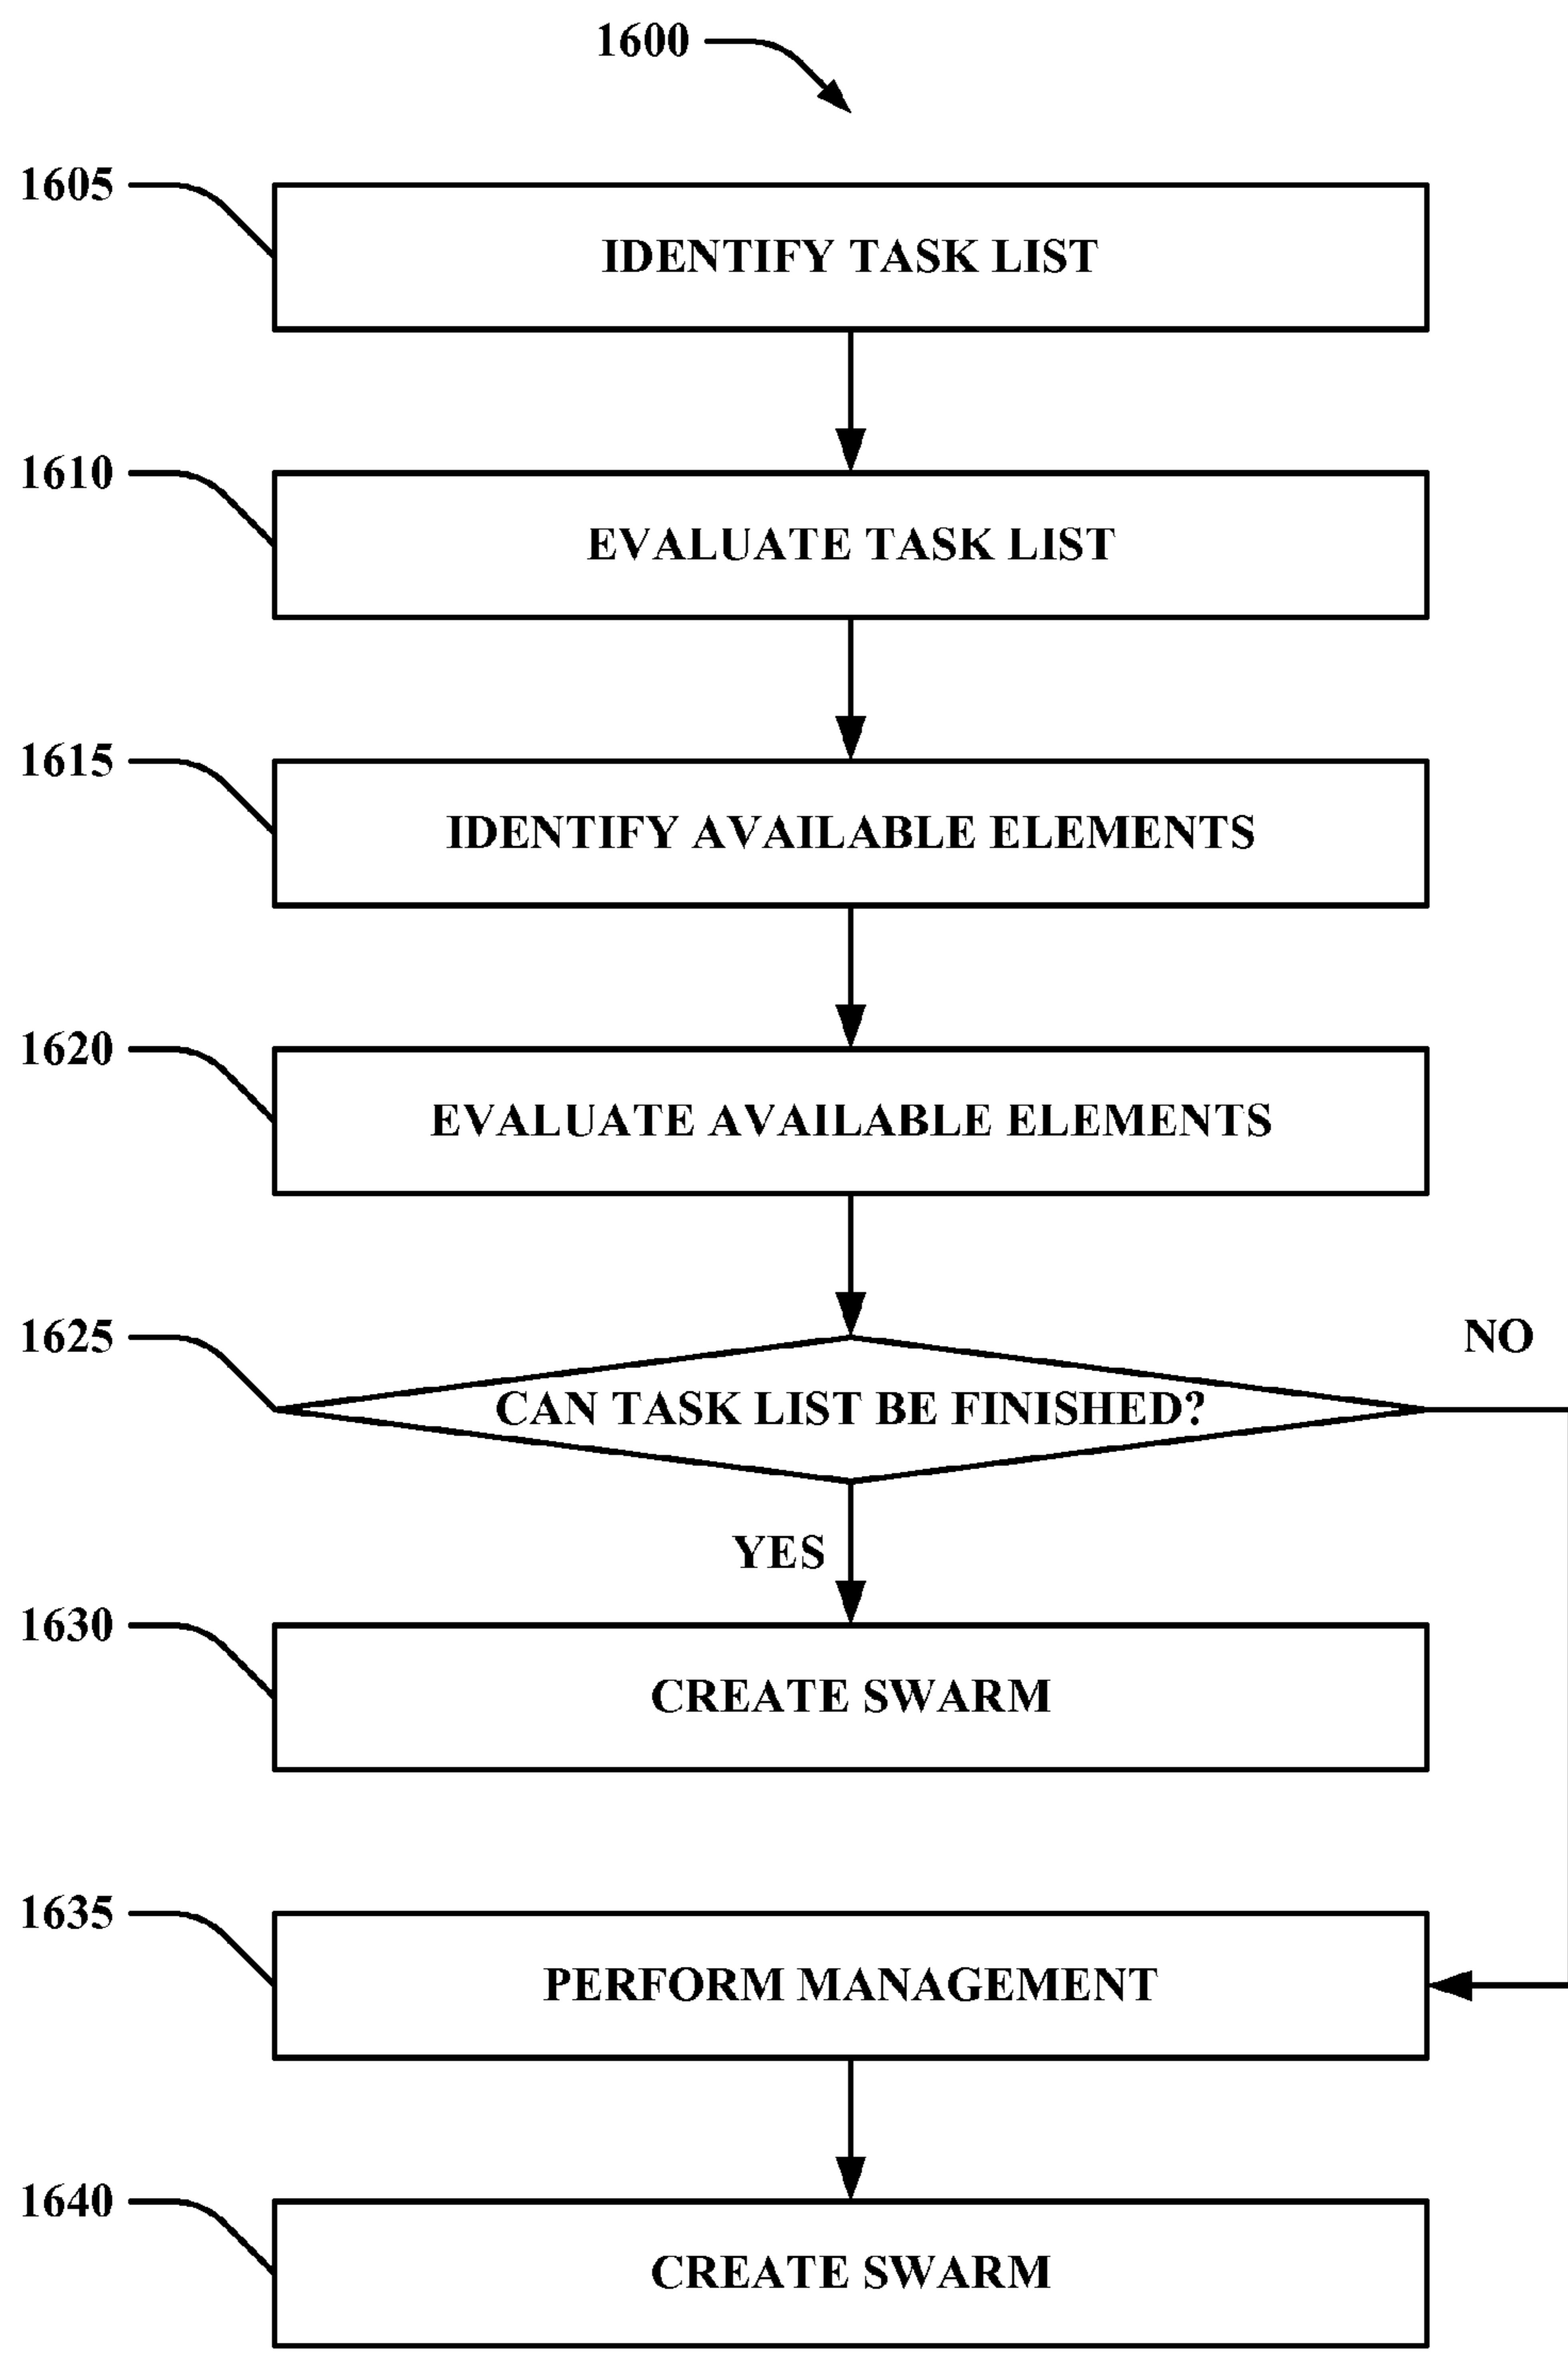 1600
1605
IDENTIFY TASK LIST
1610
EVALUATE TASK LIST
1615
IDENTIFY AVAILABLE ELEMENTS
1620
EVALUATE AVAILABLE ELEMENTS
1625
NO
CAN TASK LIST BE FINISHED?
YES
1630
CREATE SWARM
1635
PERFORM MANAGEMENT
1640
CREATE SWARM